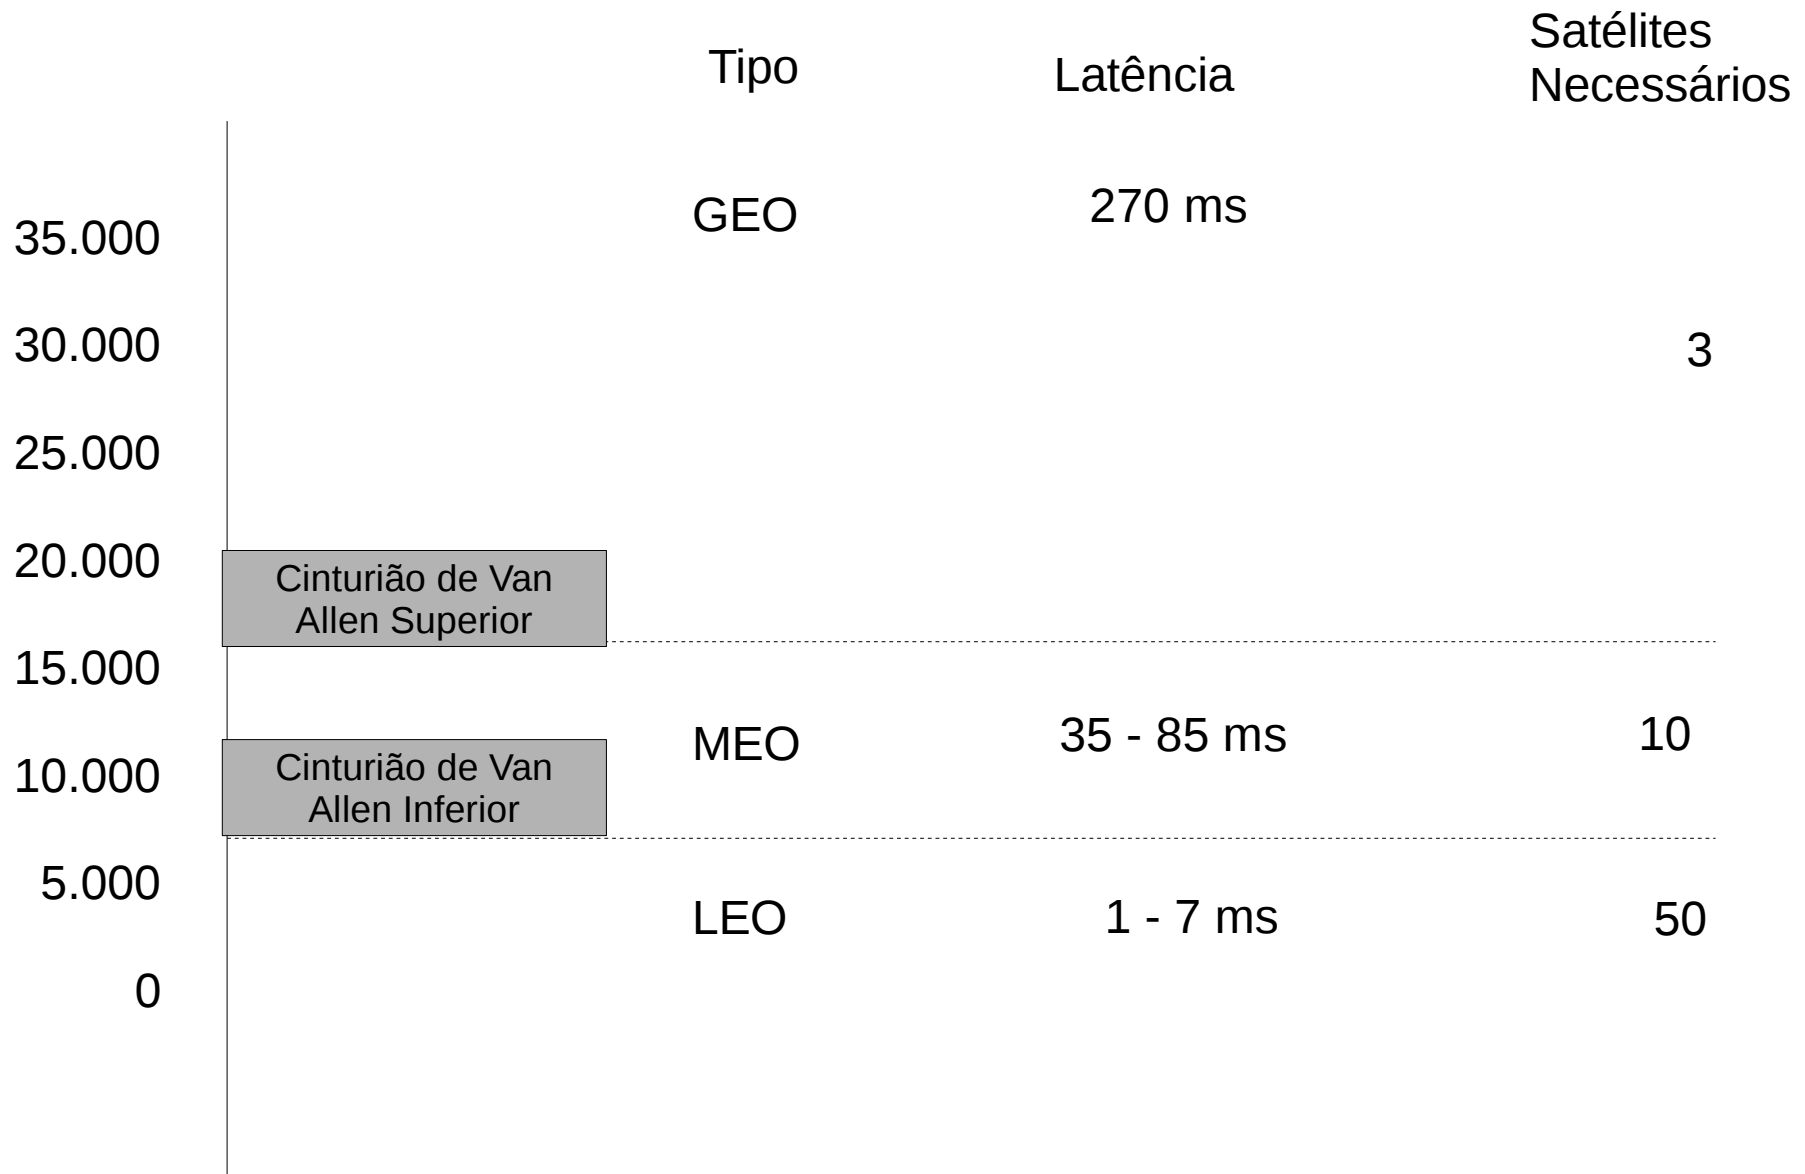 Tipo
Latência
Satélites
Necessários
35.000
GEO
270 ms
30.000
3
25.000
20.000
Cinturião de Van
Allen Superior
15.000
MEO
35 - 85 ms
10
10.000
Cinturião de Van
Allen Inferior
5.000
LEO
1 - 7 ms
50
0